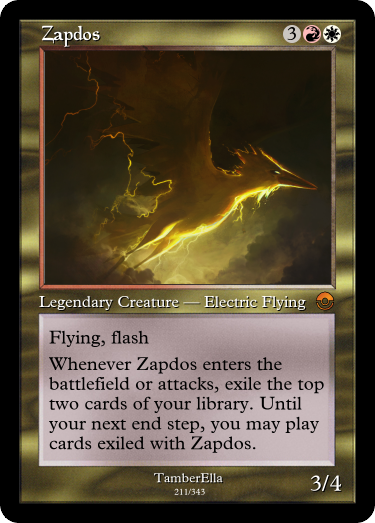 Zapdos 3
Legendary Creature — Electric Flying
Flying, flash
Whenever Zapdos enters the
battlefield or attacks, exile the top
two cards of your library. Until
your next end step, you may play
cards exiled with Zapdos.
TamberElla
211/343
3/4